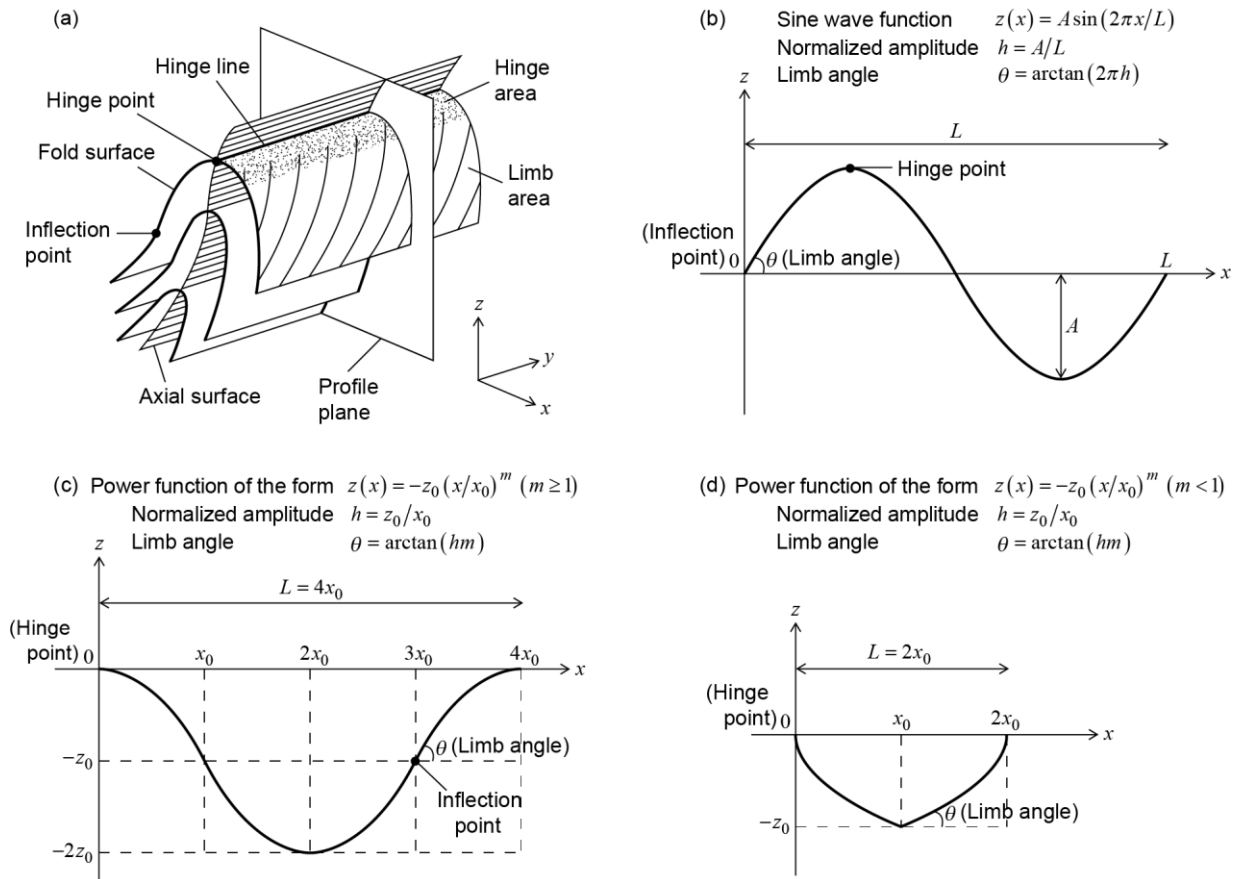 (a)
Hinge line
Hinge point
Fold surface
Inflection
point
Hinge
area
Limb
area
Axial surface
Profile
plane
z
y
x
(b) Sine wave function z(x) = A sin(2πx/L)
Normalized amplitude h = A/L
Limb angle θ = arctan(2πh)
z
L
Hinge point
(Inflection
point) 0
θ (Limb angle)
L
x
A
(c) Power function of the form z(x) = −z₀(x/x₀)ᵐ (m ≥ 1)
Normalized amplitude h = z₀/x₀
Limb angle θ = arctan(hm)
z
L = 4x₀
(Hinge
point) 0
x₀ 2x₀ 3x₀ 4x₀
x
−z₀
θ (Limb angle)
Inflection
point
−2z₀
(d) Power function of the form z(x) = −z₀(x/x₀)ᵐ (m < 1)
Normalized amplitude h = z₀/x₀
Limb angle θ = arctan(hm)
z
L = 2x₀
(Hinge
point) 0
x₀ 2x₀
x
θ (Limb angle)
−z₀